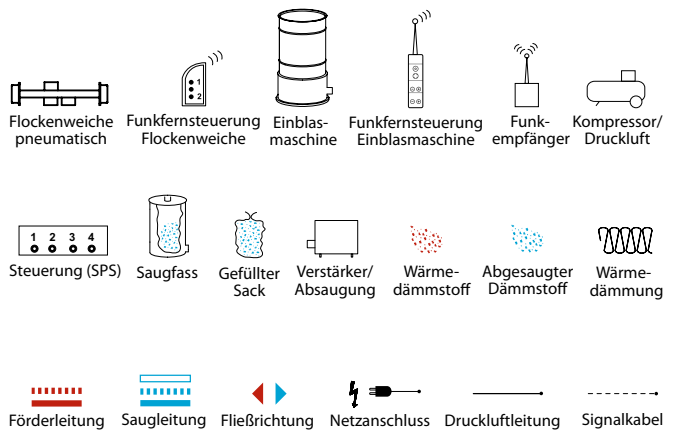 1
2
Flockenweiche
pneumatisch
Funkfernsteuerung
Flockenweiche
Einblas-
maschine
Funkfernsteuerung
Einblasmaschine
Funk-
empfänger
Kompressor/
Druckluft
1 2 3 4
Steuerung (SPS)
Saugfass
Gefüllter
Sack
Verstärker/
Absaugung
Wärme-
dämmstoff
Abgesaugter
Dämmstoff
Wärme-
dämmung
Förderleitung
Saugleitung
Fließrichtung
Netzanschluss
Druckluftleitung
Signalkabel